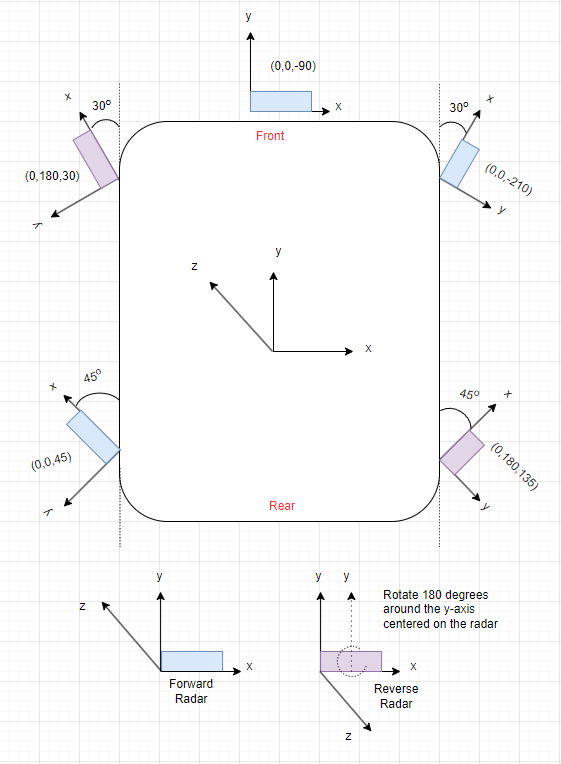 y
(0,0,-90)
x
Front
x
30º
(0,180,30)
y
30º
x
(0,0,-210)
y
y
z
x
45º
x
(0,0,45)
y
45º
x
(0,180,135)
y
Rear
y
z
x
Forward
Radar
y
y
Rotate 180 degrees
around the y-axis
centered on the radar
x
Reverse
Radar
z